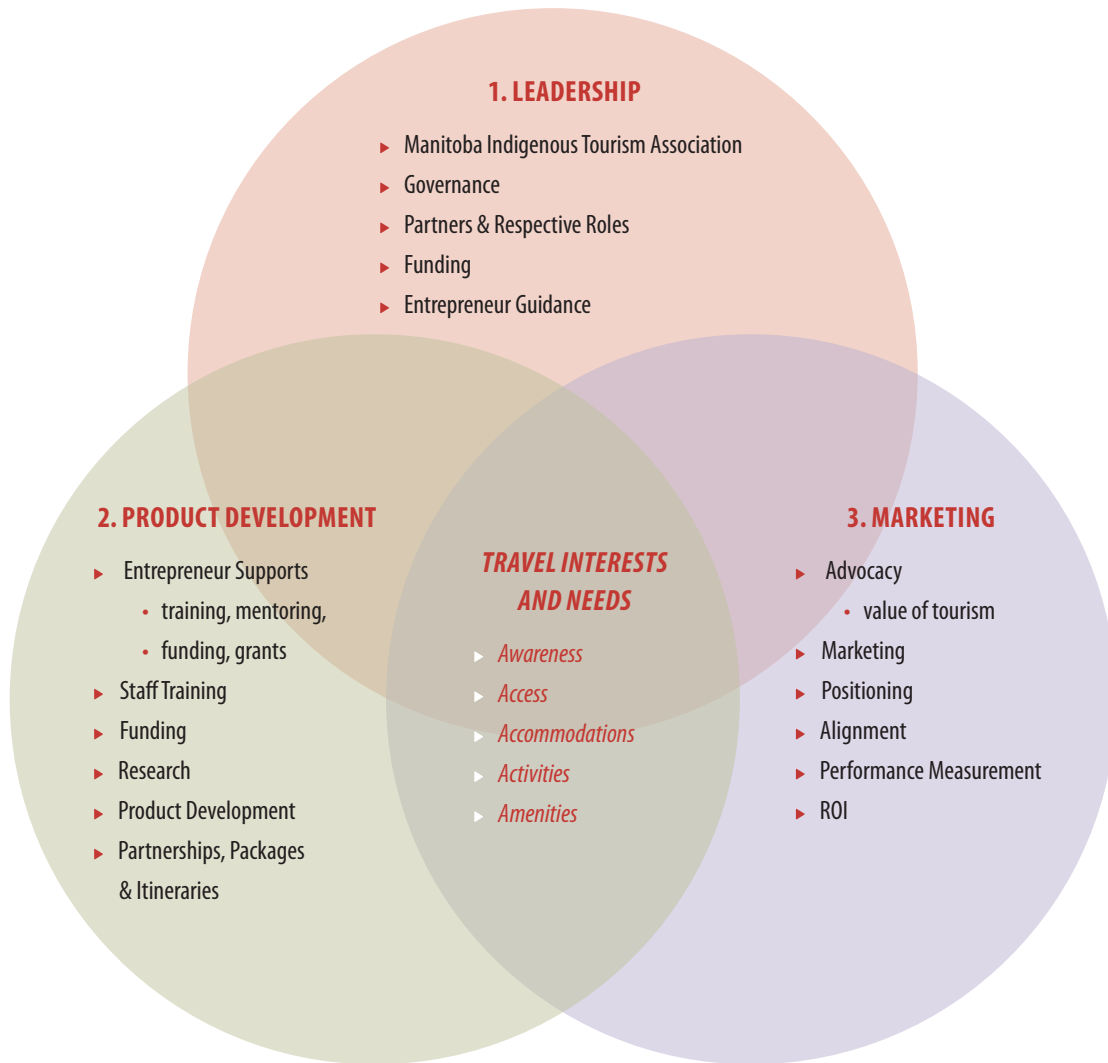 1. LEADERSHIP
Manitoba Indigenous Tourism Association
Governance
Partners & Respective Roles
Funding
Entrepreneur Guidance
2. PRODUCT DEVELOPMENT
Entrepreneur Supports
training, mentoring,
funding, grants
Staff Training
Funding
Research
Product Development
Partnerships, Packages
& Itineraries
TRAVEL INTERESTS
AND NEEDS
Awareness
Access
Accommodations
Activities
Amenities
3. MARKETING
Advocacy
value of tourism
Marketing
Positioning
Alignment
Performance Measurement
ROI